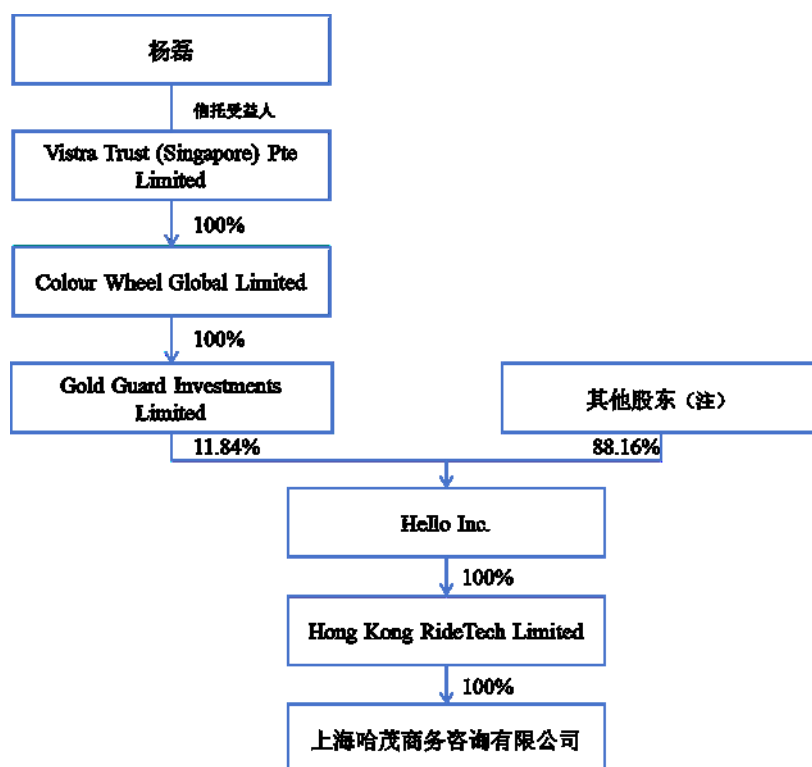 杨磊
信托受益人
Vistra Trust (Singapore) Pte
Limited
100%
Colour Wheel Global Limited
100%
Gold Guard Investments
Limited
其他股东（注）
11.84%
88.16%
Hello Inc.
100%
Hong Kong RideTech Limited
100%
上海哈茂商务咨询有限公司